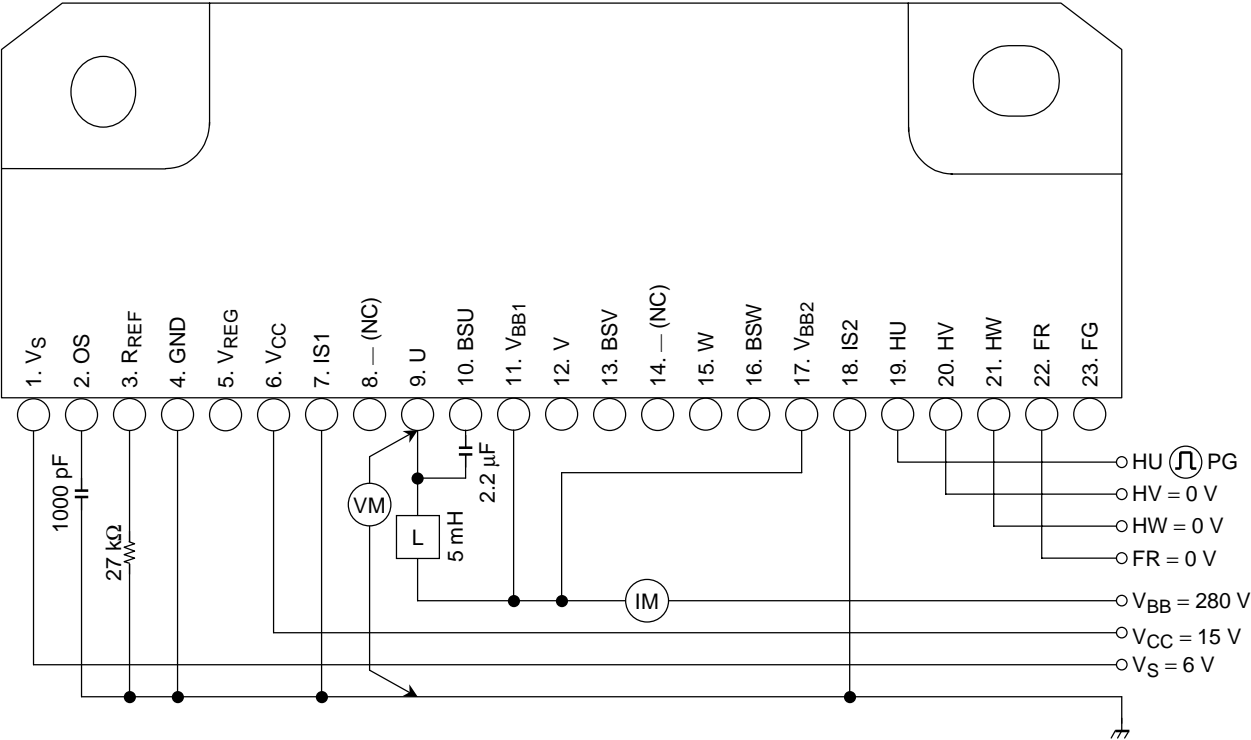 1. VS
2. OS
3. RREF
4. GND
5. VREG
6. VCC
7. IS1
8. — (NC)
9. U
10. BSU
11. VBB1
12. V
13. BSV
14. — (NC)
15. W
16. BSW
17. VBB2
18. IS2
19. HU
20. HV
21. HW
22. FR
23. FG
1000 pF
27 kΩ
VM
2.2 μF
L
5 mH
IM
HU PG
HV = 0 V
HW = 0 V
FR = 0 V
VBB = 280 V
VCC = 15 V
VS = 6 V